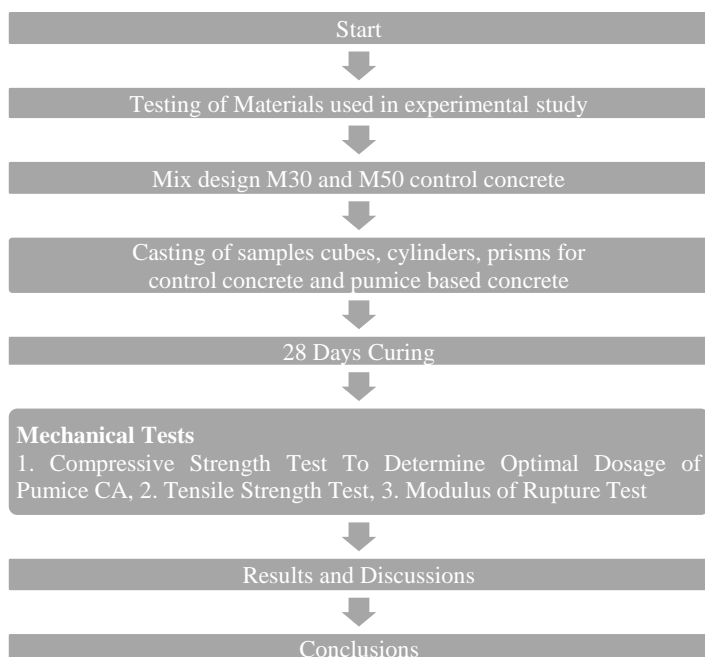 Start
Testing of Materials used in experimental study
Mix design M30 and M50 control concrete
Casting of samples cubes, cylinders, prisms for
control concrete and pumice based concrete
28 Days Curing
Mechanical Tests
1. Compressive Strength Test To Determine Optimal Dosage of
Pumice CA, 2. Tensile Strength Test, 3. Modulus of Rupture Test
Results and Discussions
Conclusions